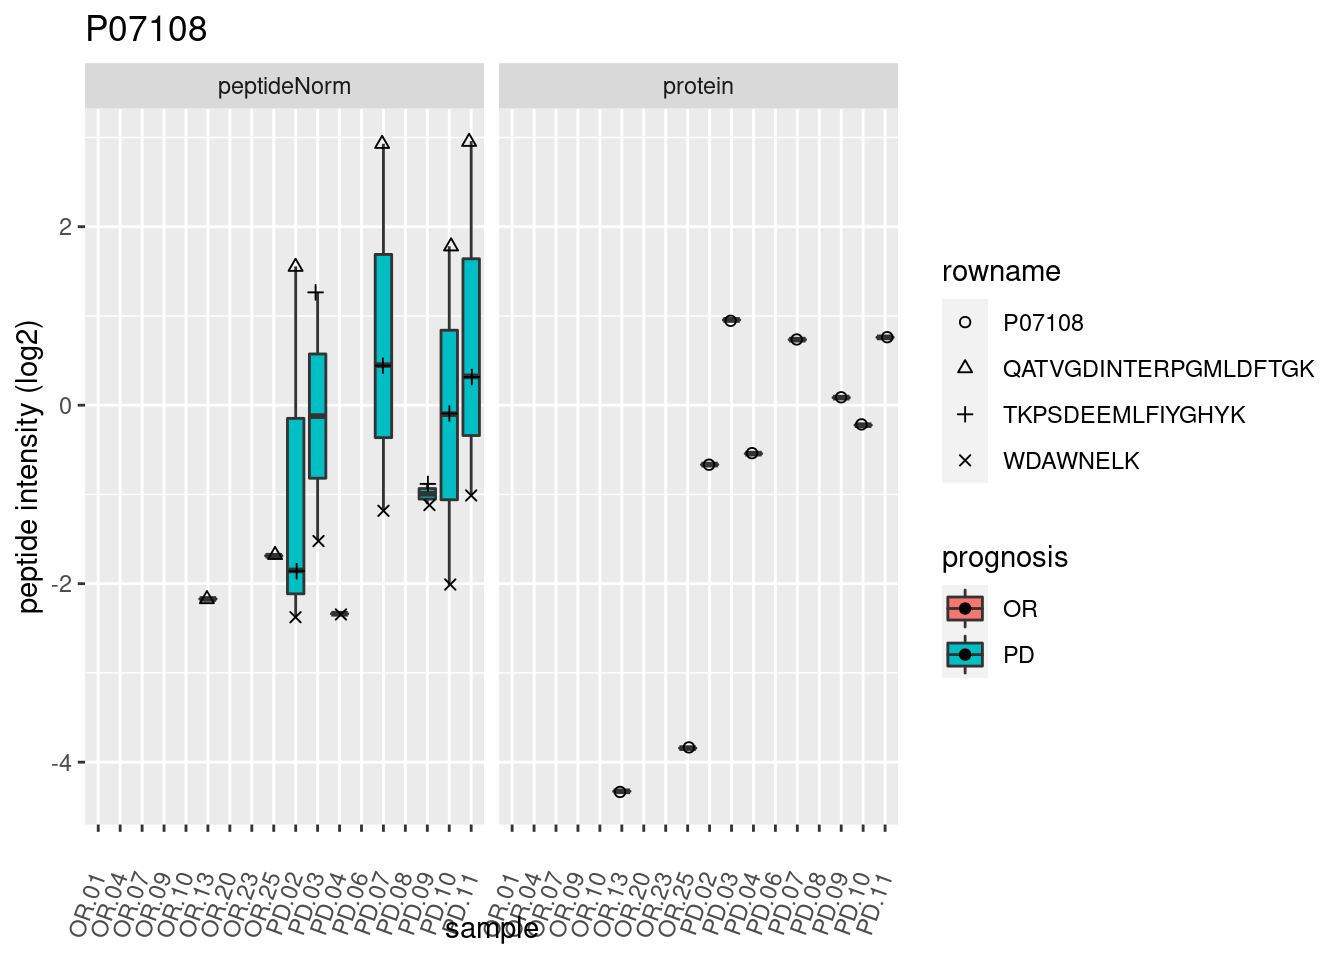 P07108
peptideNorm
protein
peptide intensity (log2)
2
0
-2
-4
OR.01
OR.04
OR.07
OR.09
OR.10
OR.13
OR.20
OR.23
OR.25
PD.02
PD.03
PD.04
PD.06
PD.07
PD.08
PD.09
PD.10
PD.11
OR.01
OR.04
OR.07
OR.09
OR.10
OR.13
OR.20
OR.23
OR.25
PD.02
PD.03
PD.04
PD.06
PD.07
PD.08
PD.09
PD.10
PD.11
sample
rowname
P07108
QATVGDINTERPGMLDFTGK
TKPSDEEMLFIYGHYK
WDAWNELK
prognosis
OR
PD